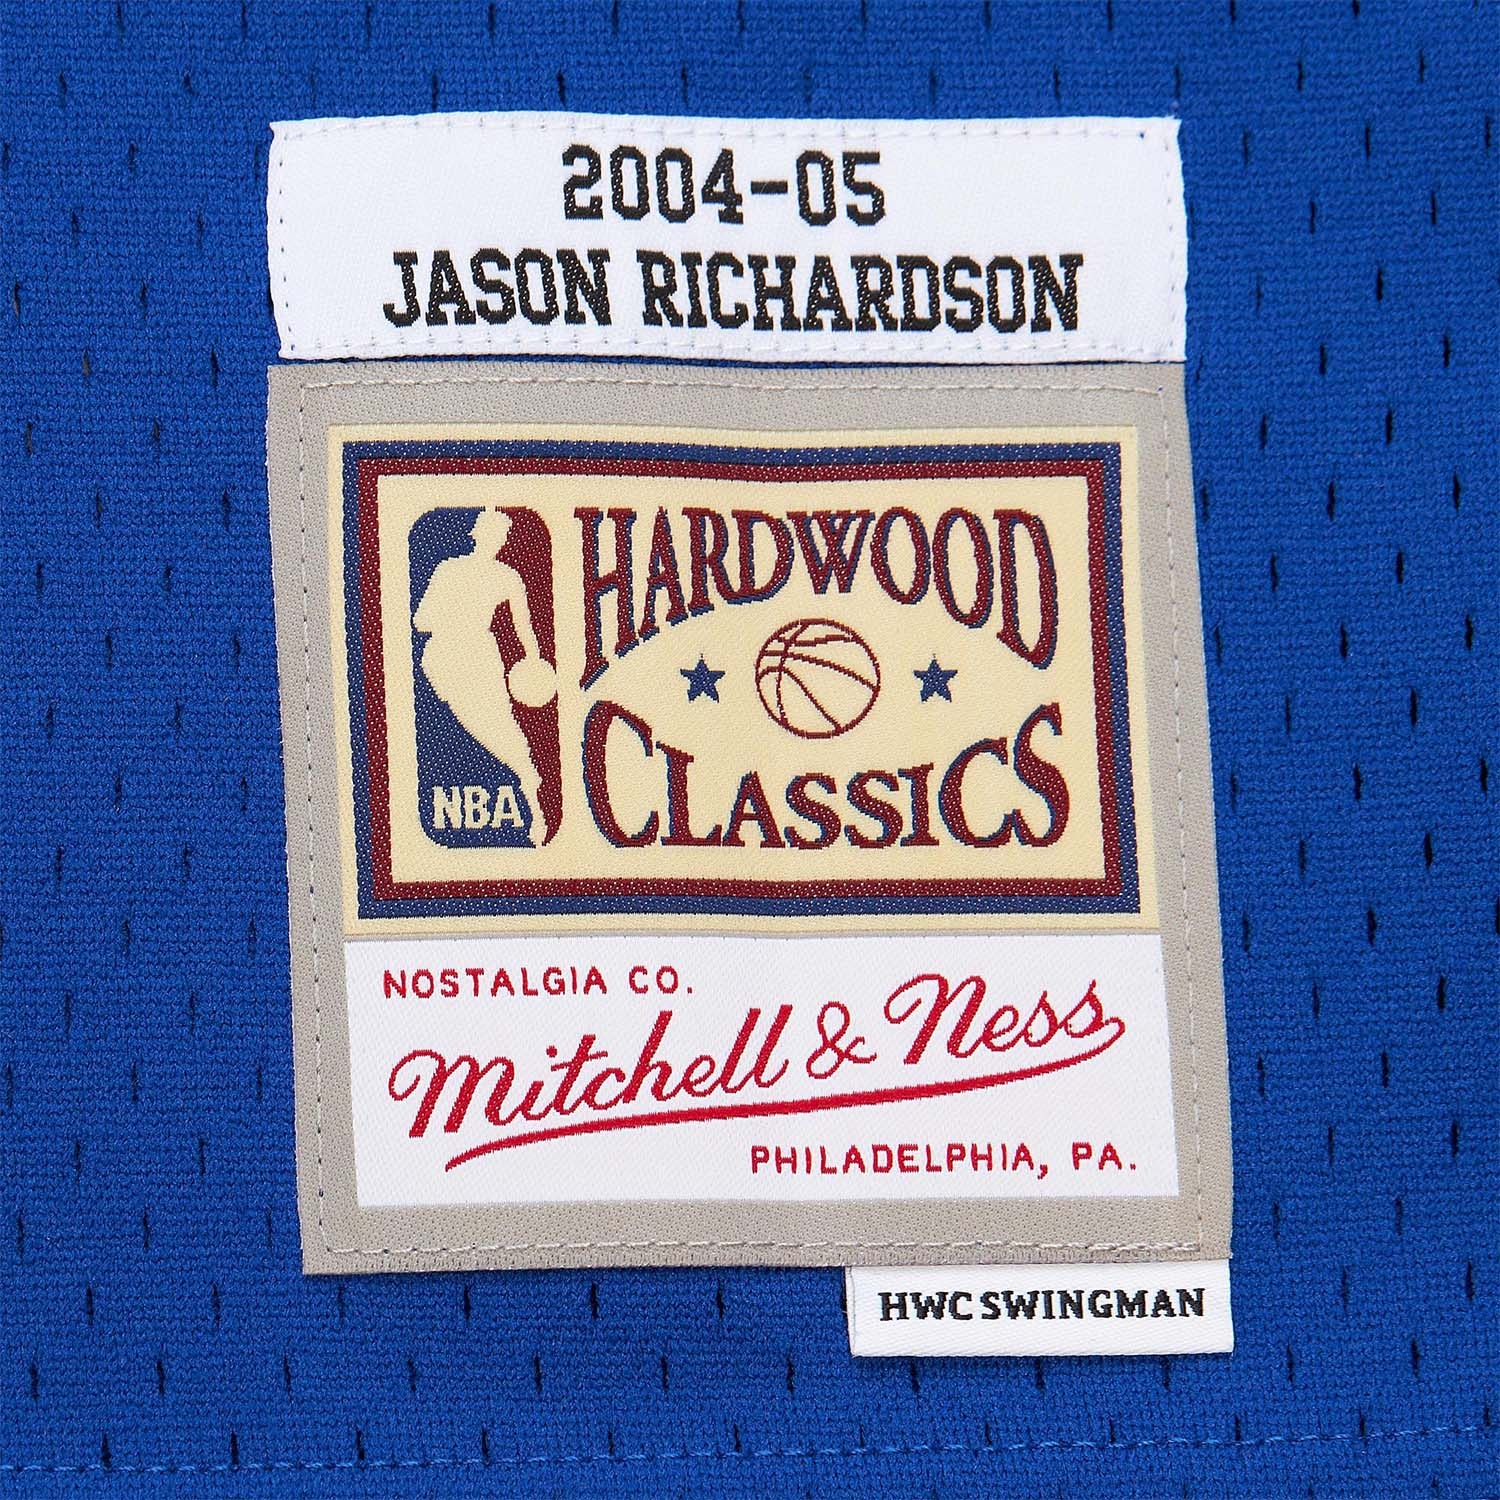 2004-05
JASON RICHARDSON
HARDWOOD
CLASSICS
NBA
NOSTALGIA CO.
Mitchell & Ness
PHILADELPHIA, PA.
HWC SWINGMAN